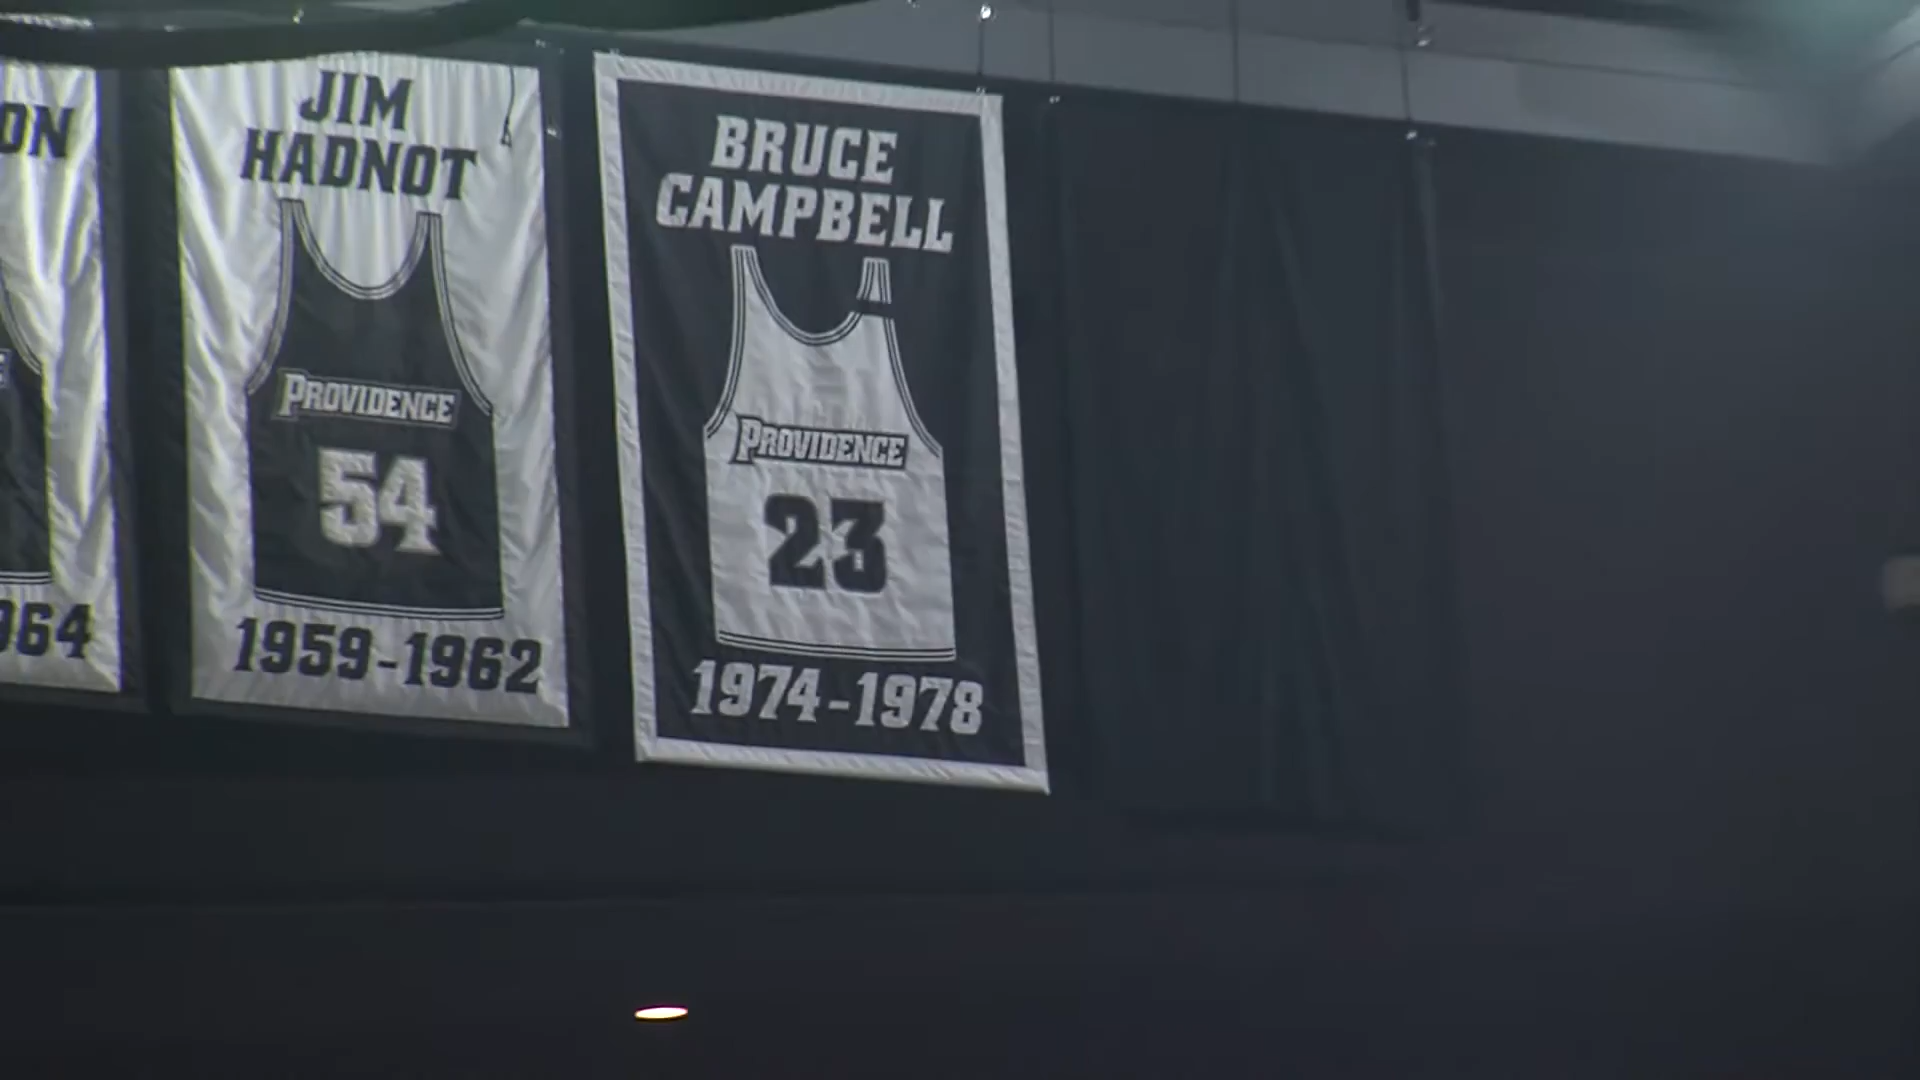 ON
964
JIM
HADNOT
PROVIDENCE
54
1959-1962
BRUCE
CAMPBELL
PROVIDENCE
23
1974-1978